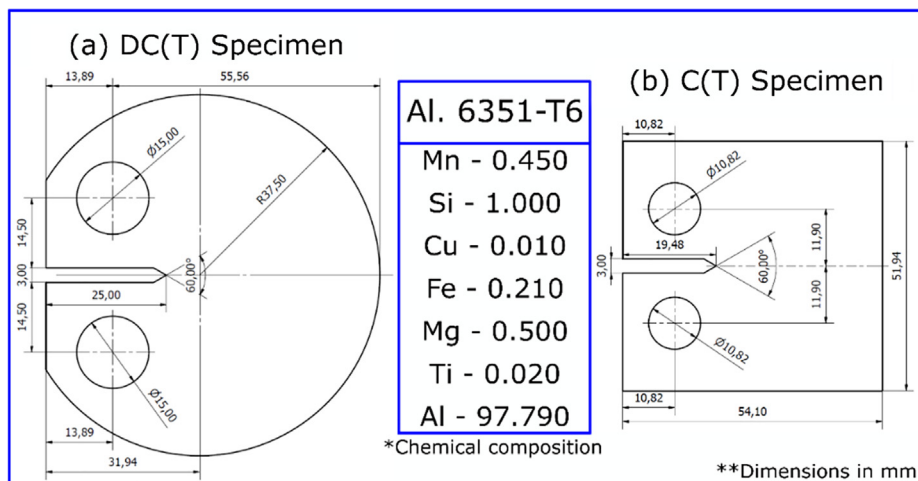 (a) DC(T) Specimen
13,89
55,56
Ø15,00
R37,50
14,50
3,00
14,50
25,00
60,00°
Ø15,00
13,89
31,94
Al. 6351-T6
Mn - 0.450
Si - 1.000
Cu - 0.010
Fe - 0.210
Mg - 0.500
Ti - 0.020
Al - 97.790
*Chemical composition
(b) C(T) Specimen
10,82
Ø10,82
19,48
3,00
60,00°
11,90
11,90
51,94
Ø10,82
10,82
54,10
**Dimensions in mm